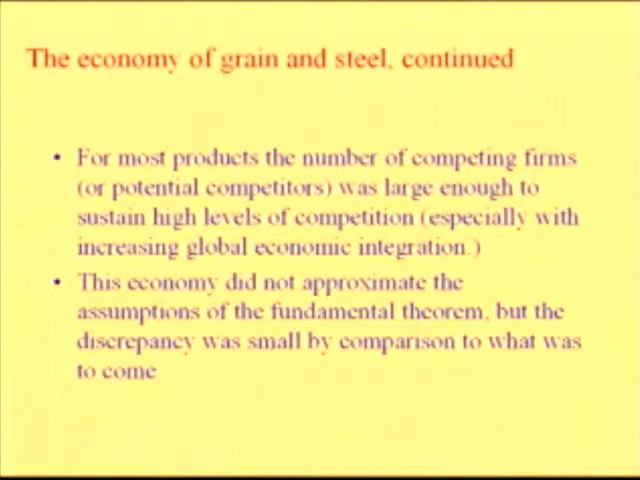 The economy of grain and steel, continued
• For most products the number of competing firms
(or potential competitors) was large enough to
sustain high levels of competition (especially with
increasing global economic integration.)
• This economy did not approximate the
assumptions of the fundamental theorem, but the
discrepancy was small by comparison to what was
to come